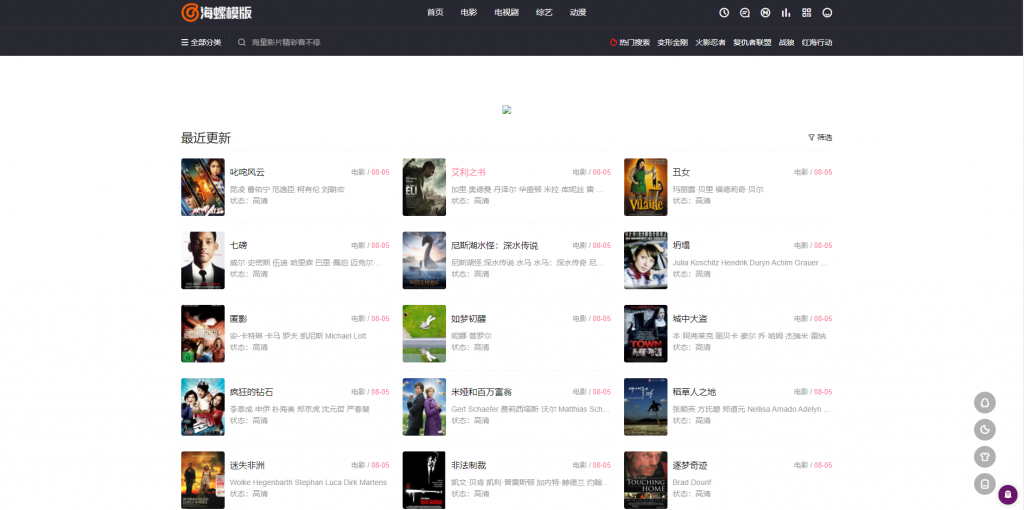 海螺模版
首页 电影 电视剧 综艺 动漫
全部分类 海量影片精彩看不停 热门搜索 变形金刚 火影忍者 复仇者联盟 战狼 红海行动
最近更新 筛选
叱咤风云 电影 / 08-05
昆凌 曹佑宁 范逸臣 柯有伦 刘畊宏
状态：高清
艾利之书 电影 / 08-05
加里·奥德曼 丹泽尔·华盛顿 米拉·库妮丝 雷 ...
状态：高清
丑女 电影 / 08-05
玛丽露·贝里 福德莉奇·贝尔
状态：高清
七磅 电影 / 08-05
威尔·史密斯 伍迪·哈里森 巴里·佩珀 迈克尔 ...
状态：高清
尼斯湖水怪：深水传说 电影 / 08-05
尼斯湖怪 深水传说 水马 水马：深水传奇 尼 ...
状态：高清
坍塌 电影 / 08-05
Julia Koschitz Hendrik Duryn Achim Grauer ...
状态：高清
匿影 电影 / 08-05
安-卡特琳·卡马 罗夫·凯尼斯 Michael Lott
状态：高清
如梦初醒 电影 / 08-05
妮娜·普罗尔
状态：高清
城中大盗 电影 / 08-05
本·阿弗莱克 丽贝卡·豪尔 乔·哈姆 杰瑞米·雷纳
状态：高清
疯狂的钻石 电影 / 08-05
李泰成 申伊 朴海美 郑京虎 沈元哲 严春裴
状态：高清
米娅和百万富翁 电影 / 08-05
Gert Schaefer 费莉西塔斯·沃尔 Matthias Sch...
状态：高清
稻草人之地 电影 / 08-05
张顺英 方氏碧 郑道元 Nellisa Amado Adelyn ...
状态：高清
迷失非洲 电影 / 08-05
Wolke Hegenbarth Stephan Luca Dirk Martens
状态：高清
非法制裁 电影 / 08-05
凯文·贝肯 凯利·普雷斯顿 加内特·赫德兰 约翰 ...
状态：高清
逐梦奇迹 电影 / 08-05
Brad Dourif
状态：高清
ELI
Vilaine
TOWN
TOUCHING
HOME